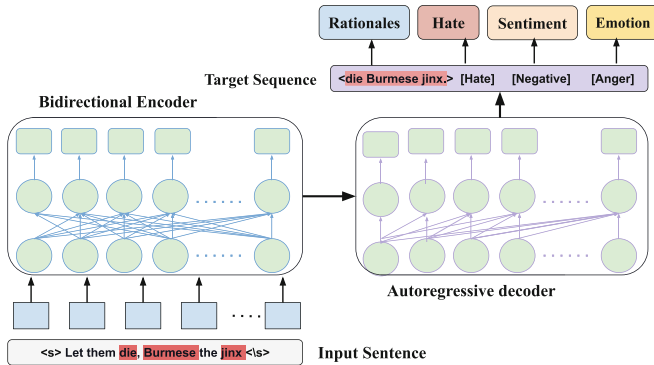 Rationales Hate Sentiment Emotion
Target Sequence <die Burmese jinx.> [Hate] [Negative] [Anger]
Bidirectional Encoder
Autoregressive decoder
<s> Let them die, Burmese the jinx <\s> Input Sentence